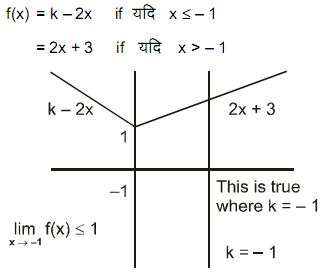 f(x) = k – 2x if यदि x ≤ – 1
= 2x + 3 if यदि x > – 1
k – 2x
2x + 3
1
–1
This is true
where k = – 1
lim f(x) ≤ 1
x → –1
k = – 1